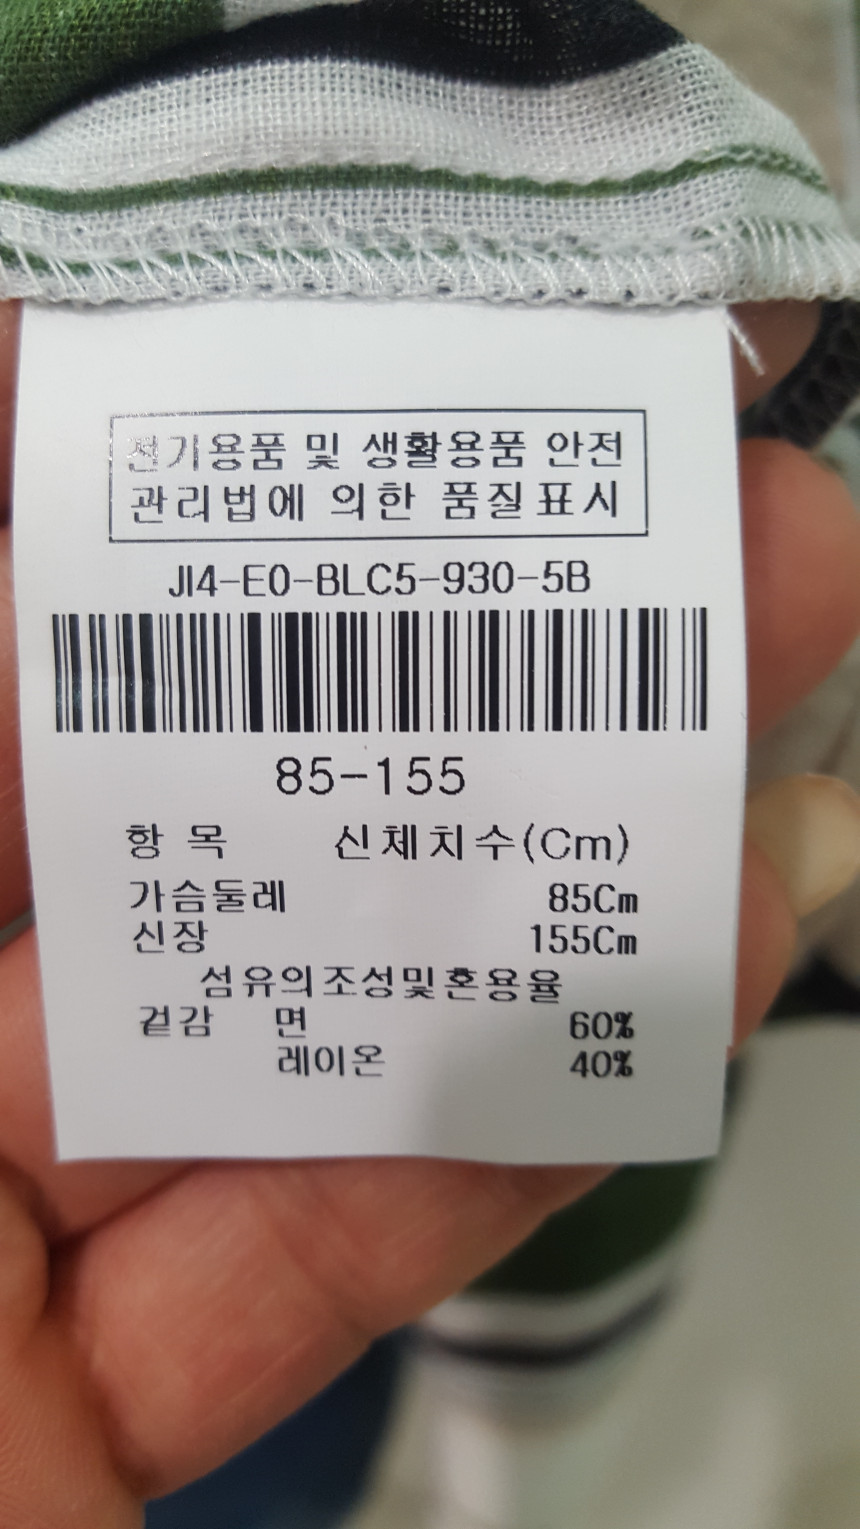 전기용품 및 생활용품 안전
관리법에 의한 품질표시
JI4-E0-BLC5-930-5B
85-155
항 목 신체치수(Cm)
가슴둘레 85Cm
신장 155Cm
섬유의조성및혼용율
겉감 면 60%
레이온 40%